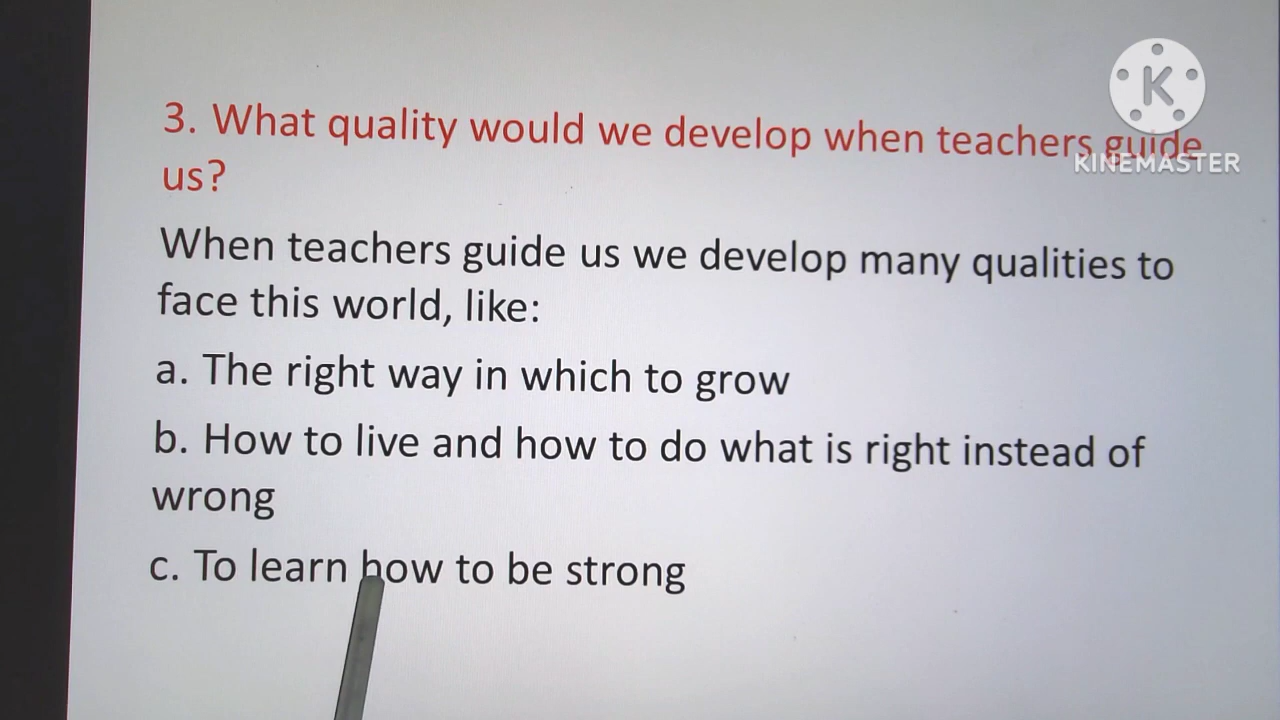 3. What quality would we develop when teachers guide
us?
When teachers guide us we develop many qualities to
face this world, like:
a. The right way in which to grow
b. How to live and how to do what is right instead of
wrong
c. To learn how to be strong
K
KINEMASTER